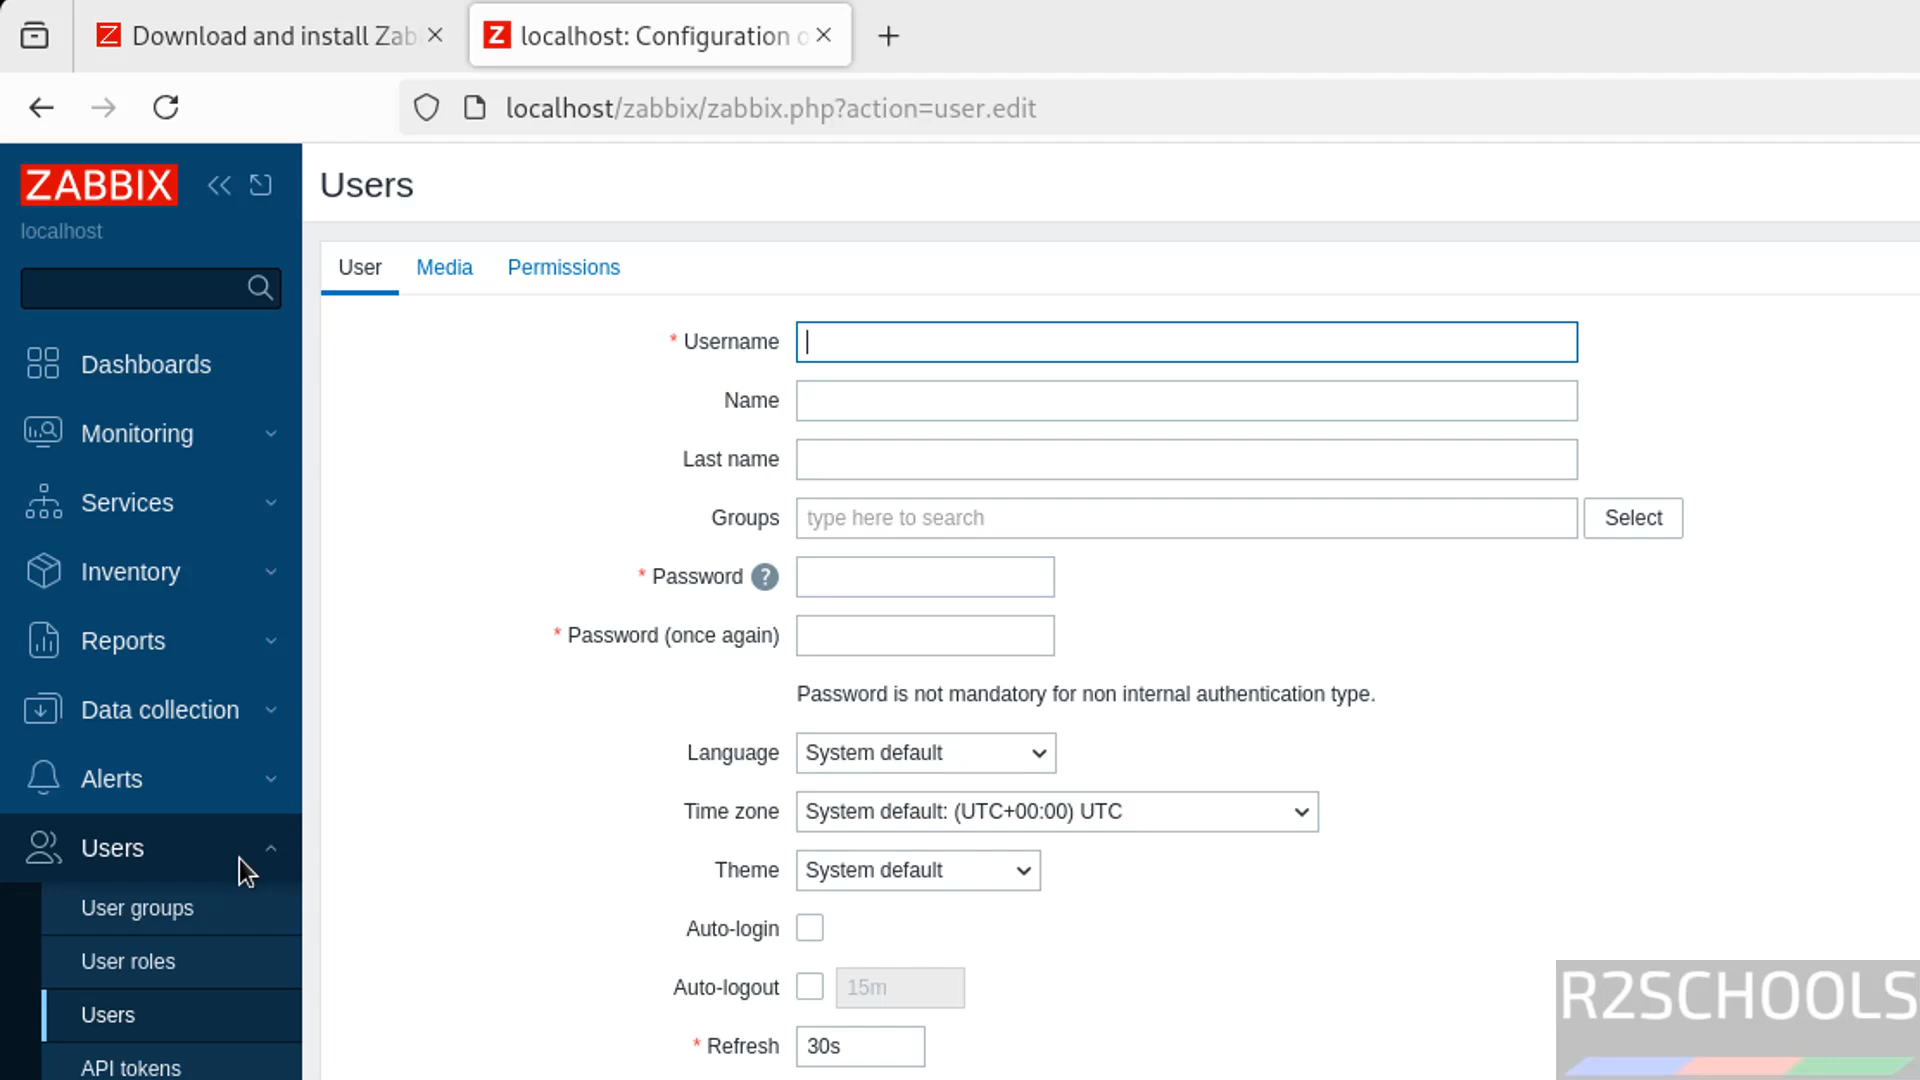 Download and install Zab
localhost: Configuration o
localhost/zabbix/zabbix.php?action=user.edit
ZABBIX
localhost
Dashboards
Monitoring
Services
Inventory
Reports
Data collection
Alerts
Users
User groups
User roles
Users
API tokens
Users
User Media Permissions
* Username
Name
Last name
Groups type here to search Select
* Password ?
* Password (once again)
Password is not mandatory for non internal authentication type.
Language System default
Time zone System default: (UTC+00:00) UTC
Theme System default
Auto-login
Auto-logout 15m
* Refresh 30s
R2SCHOOLS